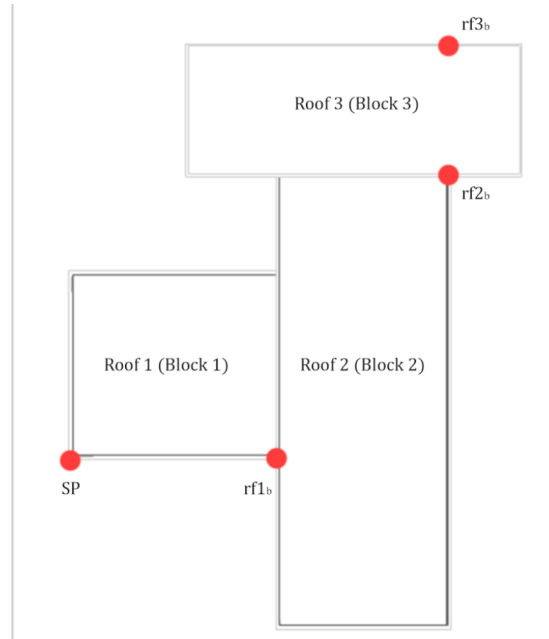 rf3b
Roof 3 (Block 3)
rf2b
Roof 1 (Block 1)
Roof 2 (Block 2)
SP
rf1b